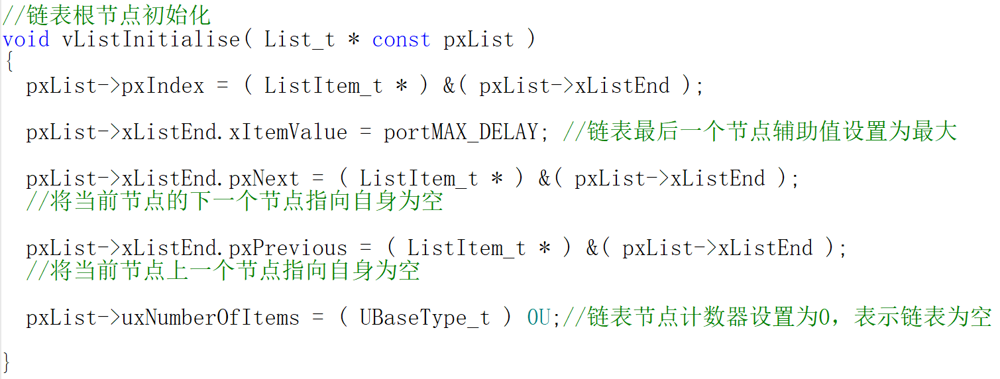 //链表根节点初始化
void vListInitialise( List_t * const pxList )
{
pxList->pxIndex = ( ListItem_t * ) &( pxList->xListEnd );
pxList->xListEnd.xItemValue = portMAX_DELAY; //链表最后一个节点辅助值设置为最大
pxList->xListEnd.pxNext = ( ListItem_t * ) &( pxList->xListEnd );
//将当前节点的下一个节点指向自身为空
pxList->xListEnd.pxPrevious = ( ListItem_t * ) &( pxList->xListEnd );
//将当前节点上一个节点指向自身为空
pxList->uxNumberOfItems = ( UBaseType_t ) 0U;//链表节点计数器设置为0，表示链表为空
}